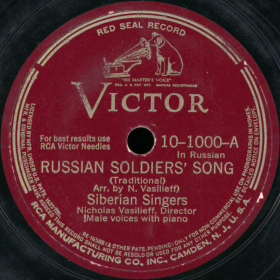 RED SEAL RECORD
"HIS MASTER'S VOICE"
VICTOR
For best results use
RCA Victor Needles
10-1000-A
In Russian
RUSSIAN SOLDIERS' SONG
(Traditional)
Arr. by N. Vasilieff)
Siberian Singers
Nicholas Vasilieff, Director
Male voices with piano
RCA MANUFACTURING CO., INC. CAMDEN, N. J., U. S. A.